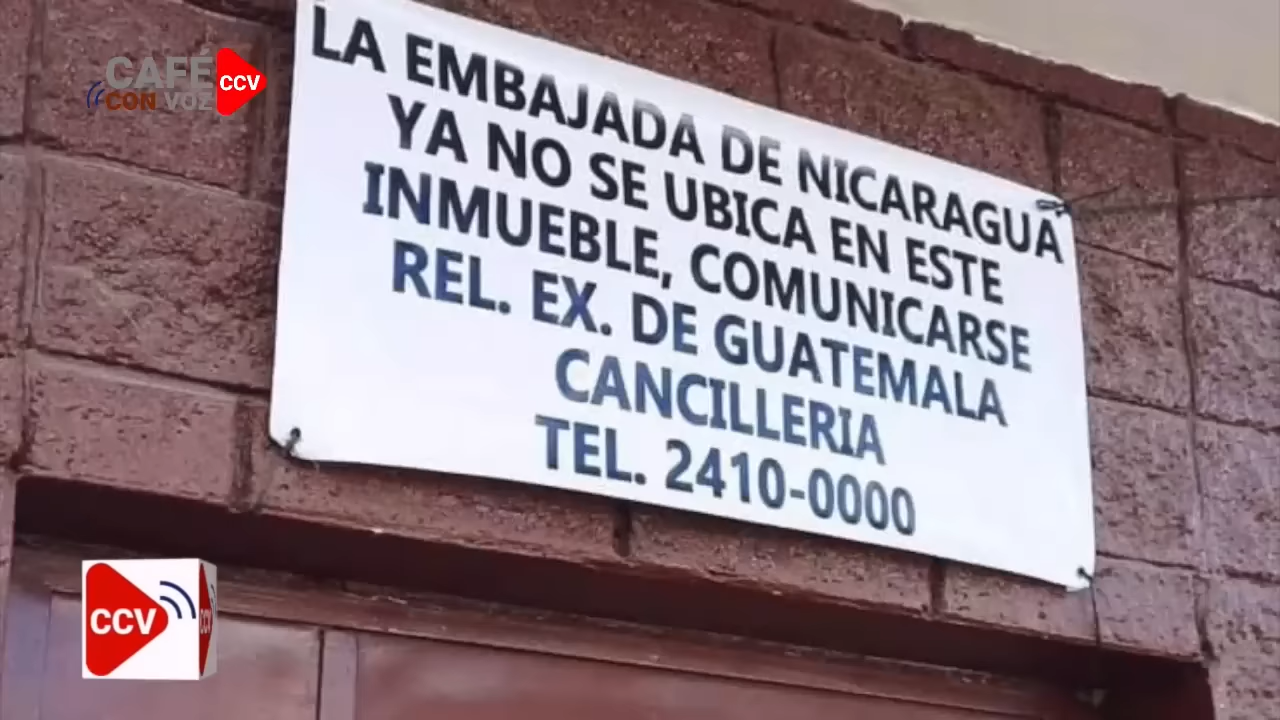 CAFÉ
CON VOZ
CCV
LA EMBAJADA DE NICARAGUA
YA NO SE UBICA EN ESTE
INMUEBLE, COMUNICARSE
REL. EX. DE GUATEMALA
CANCILLERIA
TEL. 2410-0000
CCV
CCV